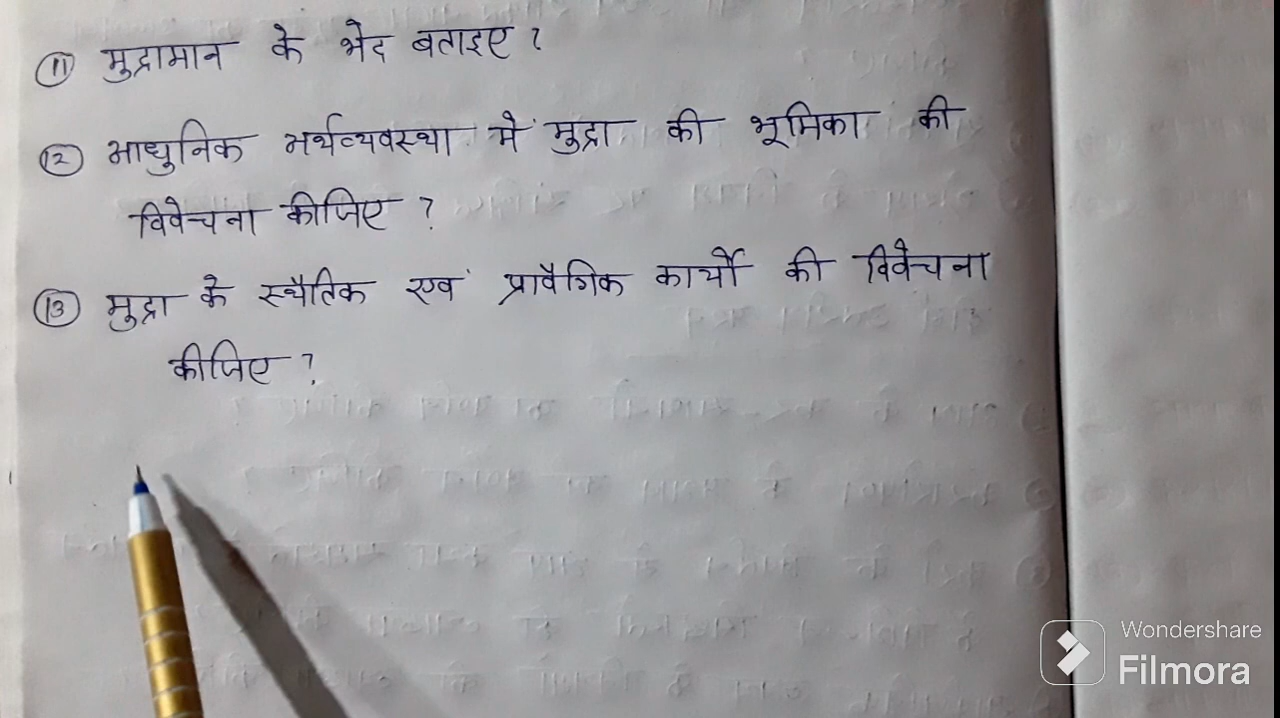 ⑪ मुद्रामान के भेद बताइए ?
⑫ आधुनिक अर्थव्यवस्था में मुद्रा की भूमिका की
विवेचना कीजिए ?
⑬ मुद्रा के स्थैतिक एवं प्रावैगिक कार्यों की विवेचना
कीजिए ?
Wondershare
Filmora